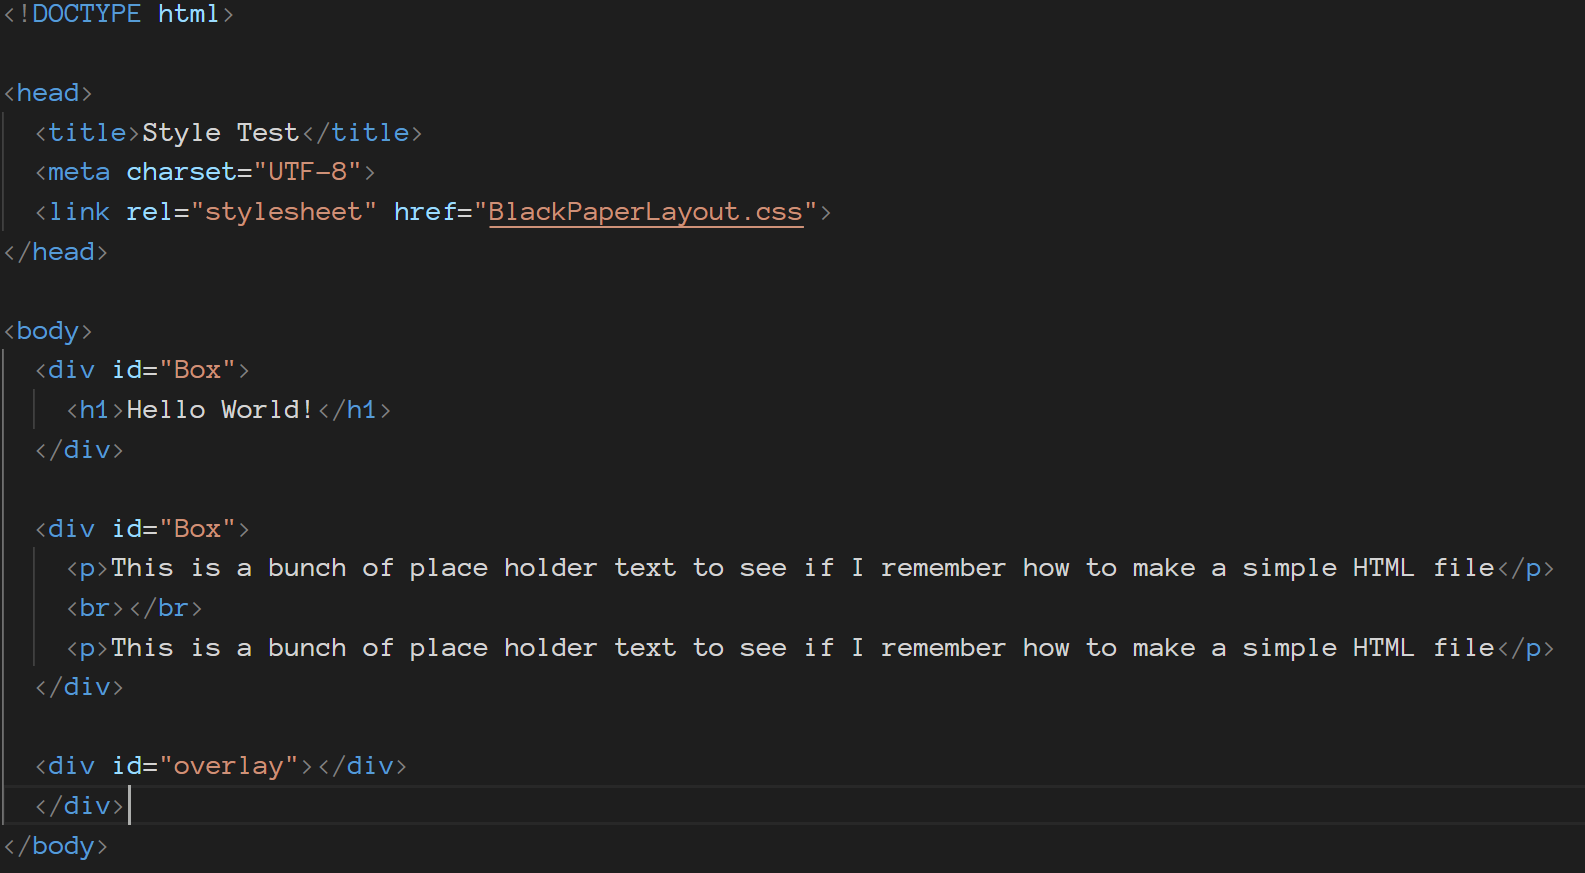 <!DOCTYPE html>
<head>
<title>Style Test</title>
<meta charset="UTF-8">
<link rel="stylesheet" href="BlackPaperLayout.css">
</head>
<body>
<div id="Box">
<h1>Hello World!</h1>
</div>
<div id="Box">
<p>This is a bunch of place holder text to see if I remember how to make a simple HTML file</p>
<br></br>
<p>This is a bunch of place holder text to see if I remember how to make a simple HTML file</p>
</div>
<div id="overlay"></div>
</div>
</body>